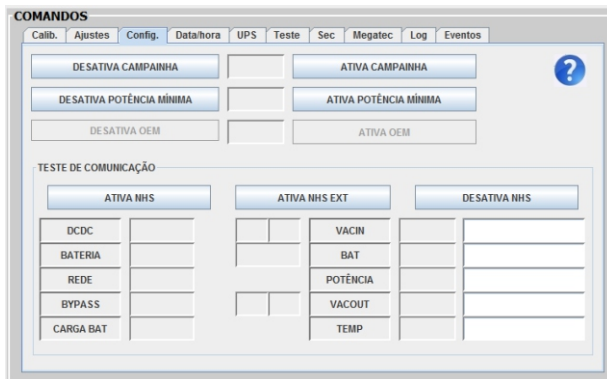 COMANDOS
Calib. Ajustes Config. Data/hora UPS Teste Sec Megatec Log Eventos
DESATIVA CAMPAINHA ATIVA CAMPAINHA
?
DESATIVA POTÊNCIA MÍNIMA ATIVA POTÊNCIA MÍNIMA
DESATIVA OEM ATIVA OEM
TESTE DE COMUNICAÇÃO
ATIVA NHS ATIVA NHS EXT DESATIVA NHS
DCDC VACIN
BATERIA BAT
REDE POTÊNCIA
BYPASS VACOUT
CARGA BAT TEMP